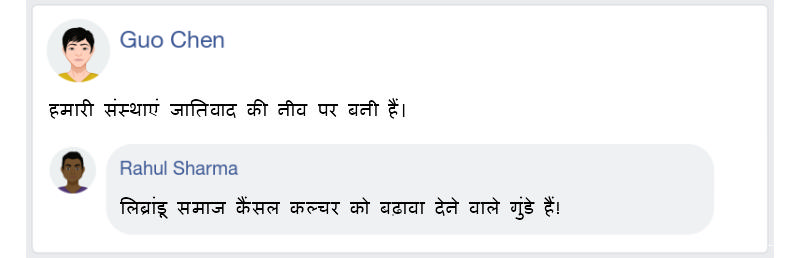 Guo Chen
हमारी संस्थाएं जातिवाद की नीव पर बनी हैं।
Rahul Sharma
लिब्रांडू समाज कैंसल कल्चर को बढ़ावा देने वाले गुंडे हैं!